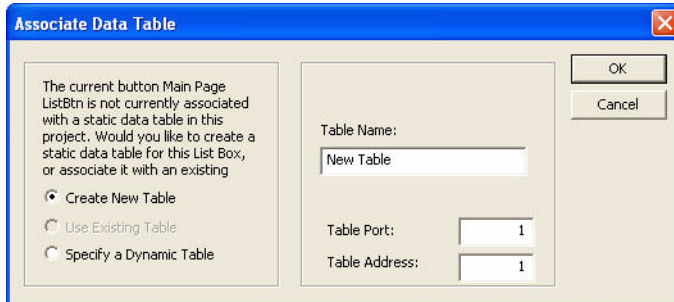 Associate Data Table
The current button Main Page
ListBtn is not currently associated
with a static data table in this
project. Would you like to create a
static data table for this List Box,
or associate it with an existing
Create New Table
Use Existing Table
Specify a Dynamic Table
Table Name:
New Table
Table Port:
1
Table Address:
1
OK
Cancel